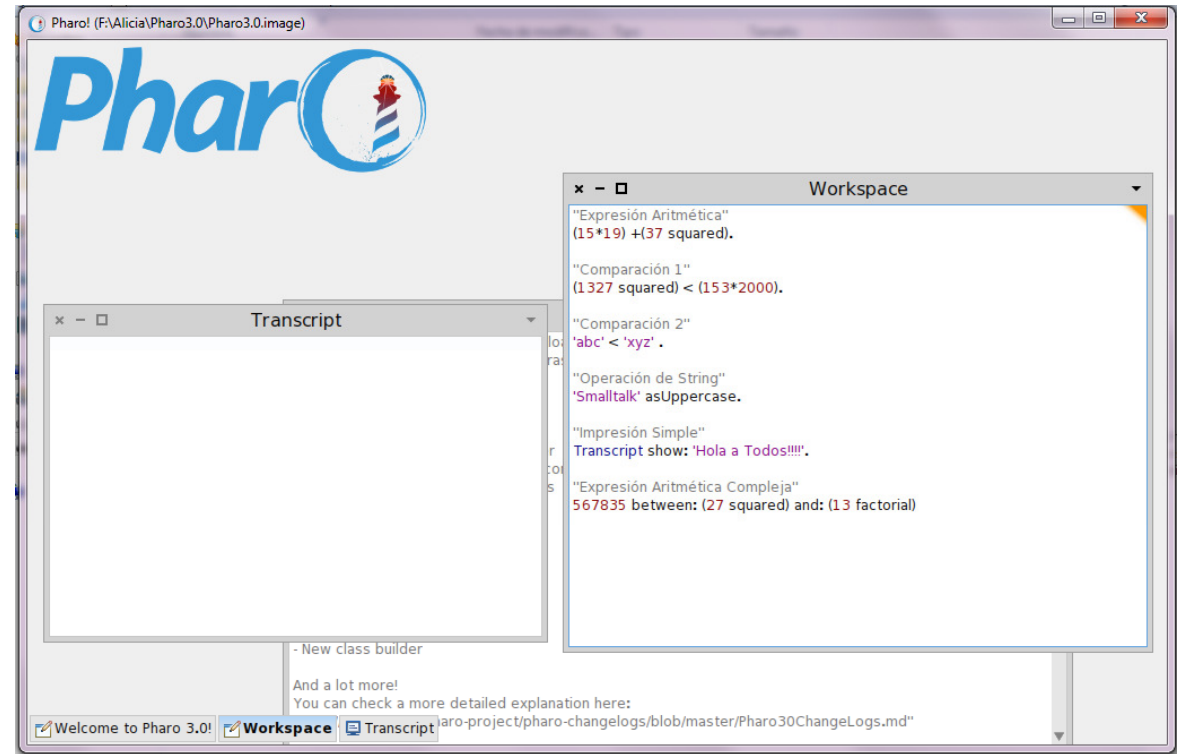 Pharo! (F:\Alicia\Pharo3.0\Pharo3.0.image)
Pharo
Workspace
"Expresión Aritmética"
(15*19) +(37 squared).
"Comparación 1"
(1327 squared) < (153*2000).
"Comparación 2"
'abc' < 'xyz' .
"Operación de String"
'Smalltalk' asUppercase.
"Impresión Simple"
Transcript show: 'Hola a Todos!!!!'.
"Expresión Aritmética Compleja"
567835 between: (27 squared) and: (13 factorial)
Transcript
- New class builder
And a lot more!
You can check a more detailed explanation here:
aro-project/pharo-changelogs/blob/master/Pharo30ChangeLogs.md"
Welcome to Pharo 3.0! Workspace Transcript